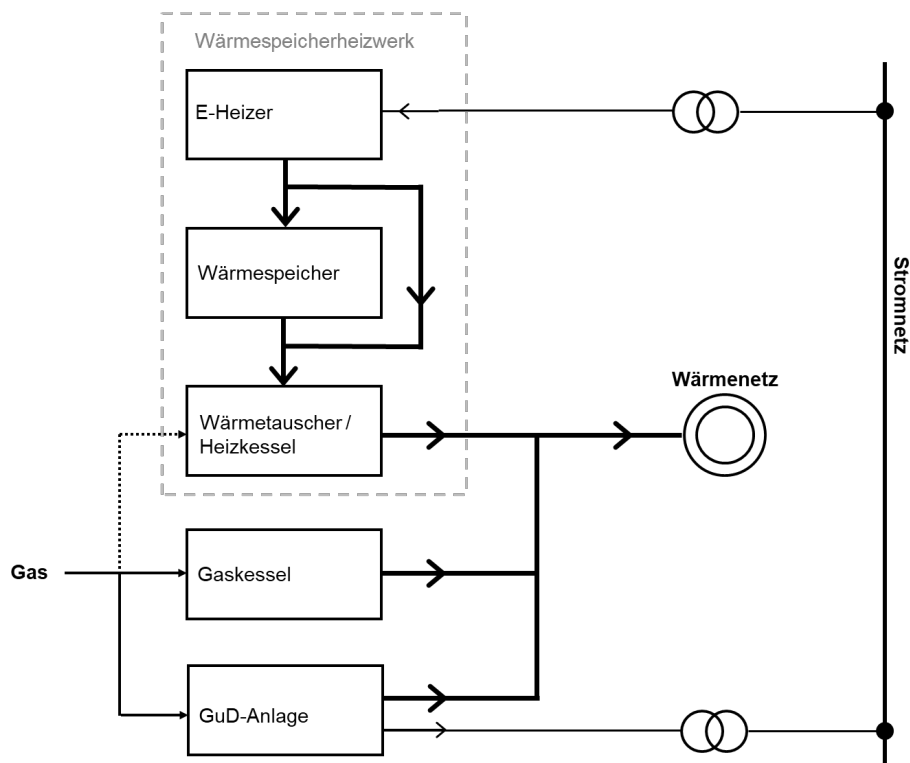 Wärmespeicherheizwerk
E-Heizer
Wärmespeicher
Stromnetz
Wärmenetz
Wärmetauscher /
Heizkessel
Gas
Gaskessel
GuD-Anlage